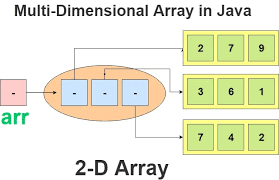 Multi-Dimensional Array in Java
2 7 9
- - - -
3 6 1
arr
7 4 2
2-D Array